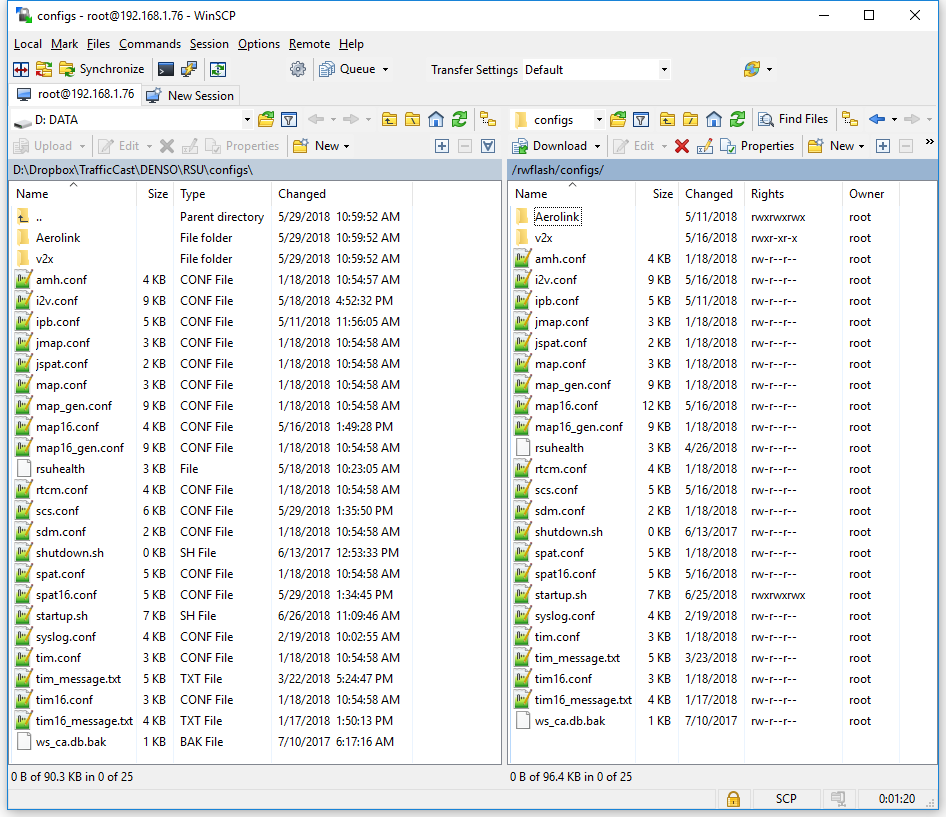 configs - root@192.168.1.76 - WinSCP
Local Mark Files Commands Session Options Remote Help
Synchronize Queue Transfer Settings Default
root@192.168.1.76 New Session
D: DATA configs Find Files
Upload Edit Properties New Download Edit Properties New »
D:\Dropbox\TrafficCast\DENSO\RSU\configs\ /rwflash/configs/
Name Size Type Changed Name Size Changed Rights Owner
.. Parent directory 5/29/2018 10:59:52 AM Aerolink 5/11/2018 rwxrwxrwx root
Aerolink File folder 5/29/2018 10:59:52 AM v2x 5/16/2018 rwxr-xr-x root
v2x File folder 5/29/2018 10:59:52 AM amh.conf 4 KB 1/18/2018 rw-r--r-- root
amh.conf 4 KB CONF File 1/18/2018 10:54:57 AM i2v.conf 9 KB 5/16/2018 rw-r--r-- root
i2v.conf 9 KB CONF File 5/18/2018 4:52:32 PM ipb.conf 5 KB 5/11/2018 rw-r--r-- root
ipb.conf 5 KB CONF File 5/11/2018 11:56:05 AM jmap.conf 3 KB 1/18/2018 rw-r--r-- root
jmap.conf 3 KB CONF File 1/18/2018 10:54:58 AM jspat.conf 2 KB 1/18/2018 rw-r--r-- root
jspat.conf 2 KB CONF File 1/18/2018 10:54:58 AM map.conf 3 KB 1/18/2018 rw-r--r-- root
map.conf 3 KB CONF File 1/18/2018 10:54:58 AM map_gen.conf 9 KB 1/18/2018 rw-r--r-- root
map_gen.conf 9 KB CONF File 1/18/2018 10:54:58 AM map16.conf 12 KB 5/16/2018 rw-r--r-- root
map16.conf 4 KB CONF File 5/16/2018 1:49:28 PM map16_gen.conf 9 KB 1/18/2018 rw-r--r-- root
map16_gen.conf 9 KB CONF File 1/18/2018 10:54:58 AM rsuhealth 3 KB 4/26/2018 rw-r--r-- root
rsuhealth 3 KB File 5/18/2018 10:23:05 AM rtcm.conf 4 KB 1/18/2018 rw-r--r-- root
rtcm.conf 4 KB CONF File 1/18/2018 10:54:58 AM scs.conf 5 KB 5/16/2018 rw-r--r-- root
scs.conf 6 KB CONF File 5/29/2018 1:35:50 PM sdm.conf 2 KB 1/18/2018 rw-r--r-- root
sdm.conf 2 KB CONF File 1/18/2018 10:54:58 AM shutdown.sh 0 KB 6/13/2017 rw-r--r-- root
shutdown.sh 0 KB SH File 6/13/2017 12:53:33 PM spat.conf 5 KB 1/18/2018 rw-r--r-- root
spat.conf 5 KB CONF File 1/18/2018 10:54:58 AM spat16.conf 5 KB 5/16/2018 rw-r--r-- root
spat16.conf 5 KB CONF File 5/29/2018 1:34:45 PM startup.sh 7 KB 6/25/2018 rwxrwxrwx root
startup.sh 7 KB SH File 6/26/2018 11:09:46 AM syslog.conf 4 KB 2/19/2018 rw-r--r-- root
syslog.conf 4 KB CONF File 2/19/2018 10:02:55 AM tim.conf 3 KB 1/18/2018 rw-r--r-- root
tim.conf 3 KB CONF File 1/18/2018 10:54:58 AM tim_message.txt 5 KB 3/23/2018 rw-r--r-- root
tim_message.txt 5 KB TXT File 3/22/2018 5:24:47 PM tim16.conf 3 KB 1/18/2018 rw-r--r-- root
tim16.conf 3 KB CONF File 1/18/2018 10:54:58 AM tim16_message.txt 4 KB 1/17/2018 rw-r--r-- root
tim16_message.txt 4 KB TXT File 1/17/2018 1:50:13 PM ws_ca.db.bak 1 KB 7/10/2017 rw-r--r-- root
ws_ca.db.bak 1 KB BAK File 7/10/2017 6:17:16 AM
0 B of 90.3 KB in 0 of 25 0 B of 96.4 KB in 0 of 25
SCP 0:01:20